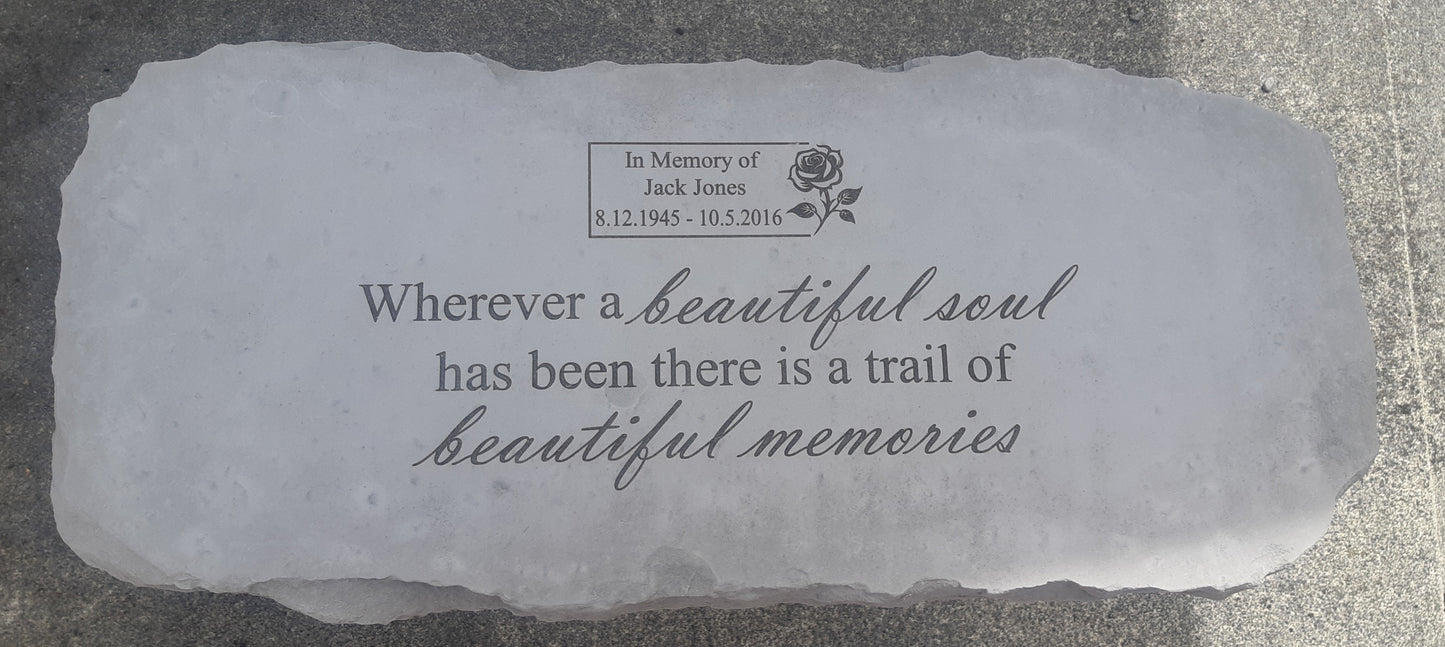 In Memory of
Jack Jones
8.12.1945 - 10.5.2016
Wherever a beautiful soul
has been there is a trail of
beautiful memories